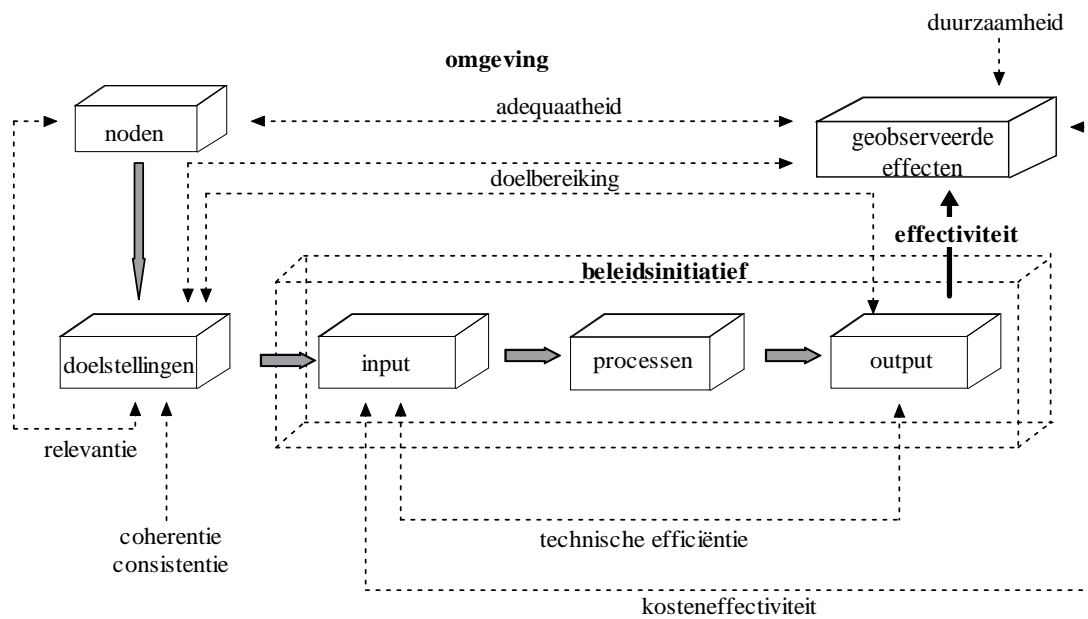 duurzaamheid
omgeving
adequaatheid
noden
geobserveerde
effecten
doelbereiking
effectiviteit
beleidsinitiatief
doelstellingen
input
processen
output
relevantie
coherentie
consistentie
technische efficiëntie
kosteneffectiviteit